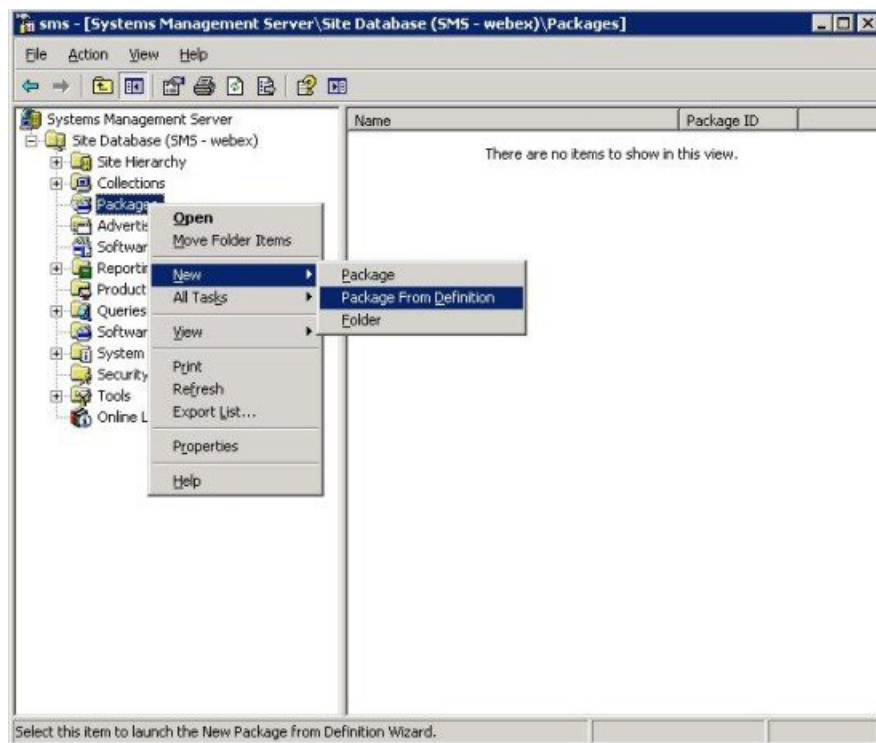 sms - [Systems Management Server\Site Database (SMS - webex)\Packages]
File Action View Help
Systems Management Server
Site Database (SMS - webex)
Site Hierarchy
Collections
Packages
Adverti
Softwar
Reportin
Product
Queries
Softwar
System
Security
Tools
Online L
Open
Move Folder Items
New
All Tasks
View
Print
Refresh
Export List...
Properties
Help
Package
Package From Definition
Folder
Name Package ID
There are no items to show in this view.
Select this item to launch the New Package from Definition Wizard.